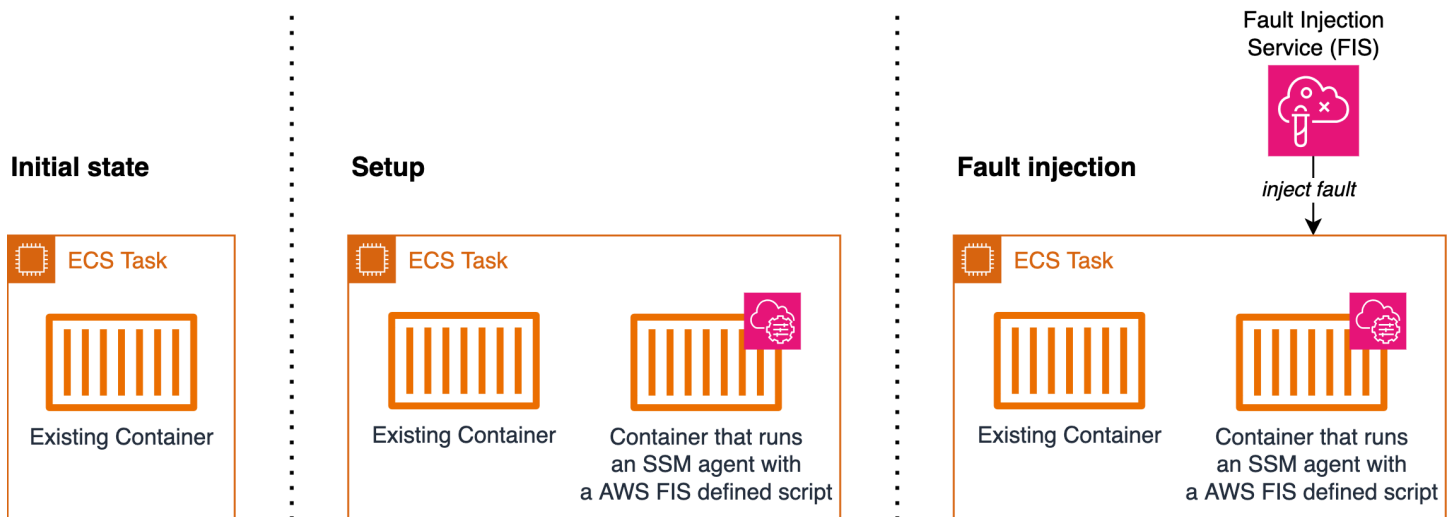 Initial state
ECS Task
Existing Container
Setup
ECS Task
Existing Container
Container that runs
an SSM agent with
a AWS FIS defined script
Fault Injection
Service (FIS)
Fault injection
inject fault
ECS Task
Existing Container
Container that runs
an SSM agent with
a AWS FIS defined script